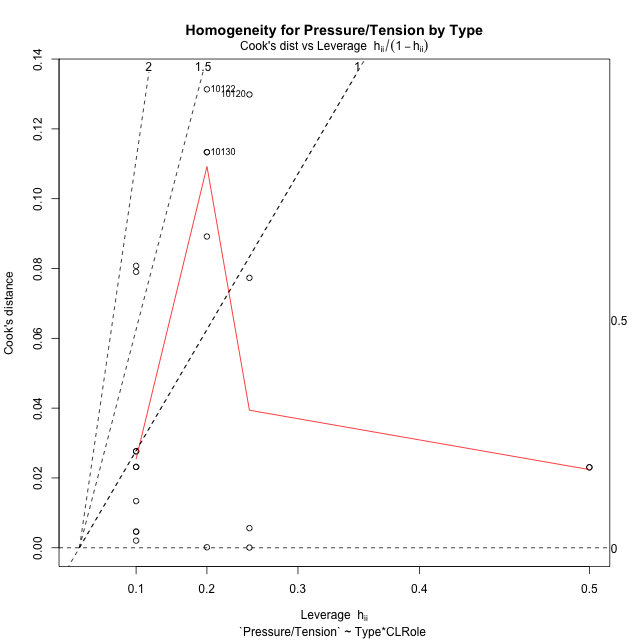 Homogeneity for Pressure/Tension by Type
Cook's dist vs Leverage hii/(1 − hii)
2 1.5 1
10122 10120
10130
0.14
0.12
0.10
0.08
0.06
0.04
0.02
0.00
Cook's distance
0.5
0
0.1 0.2 0.3 0.4 0.5
Leverage hii
`Pressure/Tension` ~ Type*CLRole